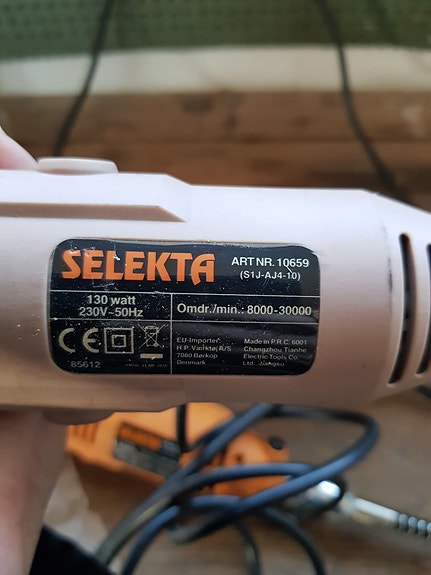 SELEKTA
ART NR. 10659
(S1J-AJ4-10)
130 watt
230V~50Hz
Omdr./min.: 8000-30000
CE
85612
EU-Importer:
H.P. Værktøj A/S
7080 Børkop
Denmark
Made in P.R.C. 6001
Changzhou Tianhe
Electric Tools Co.
Lt., Jiangsu